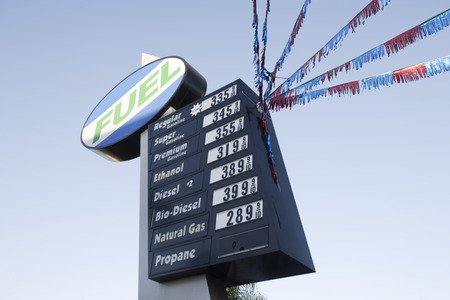 FUEL
Regular 335 9/10
Gasoline
Super 345 9/10
Gasoline
Premium 355 9/10
Gasoline
Ethanol 319 9/10
Diesel #2 389 9/10
Bio-Diesel 399 9/10
Natural Gas 289 9/10
Propane